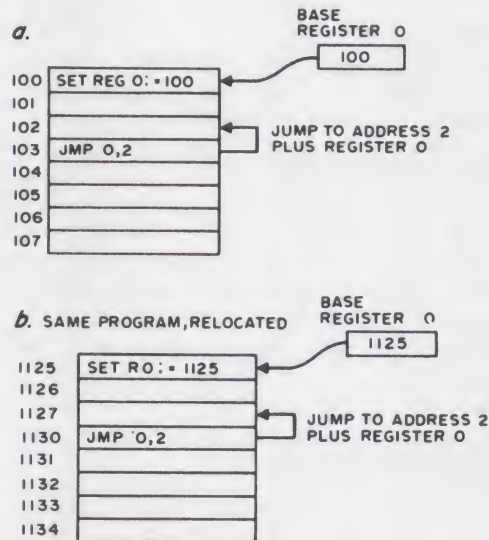 a.
BASE
REGISTER 0
100
100 SET REG 0: = 100
101
102
103 JMP 0,2
JUMP TO ADDRESS 2
PLUS REGISTER 0
104
105
106
107
b. SAME PROGRAM, RELOCATED
BASE
REGISTER 0
1125
1125 SET R0: = 1125
1126
1127
1130 JMP 0,2
JUMP TO ADDRESS 2
PLUS REGISTER 0
1131
1132
1133
1134